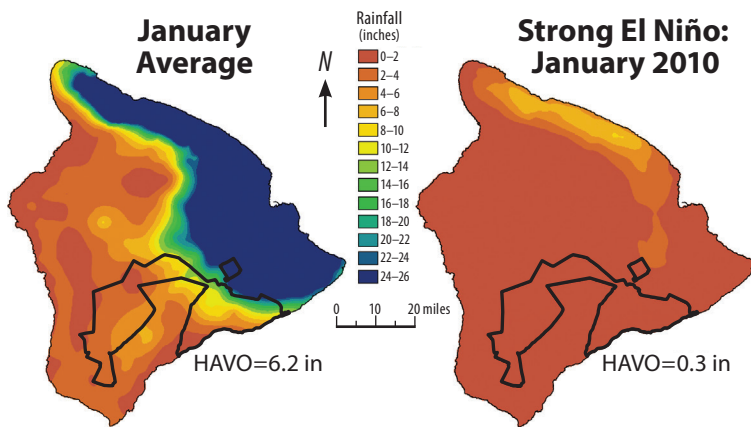 January
Average
Rainfall
(inches)
N
0–2
2–4
4–6
6–8
8–10
10–12
12–14
14–16
16–18
18–20
20–22
22–24
24–26
0 10 20 miles
HAVO=6.2 in
Strong El Niño:
January 2010
HAVO=0.3 in